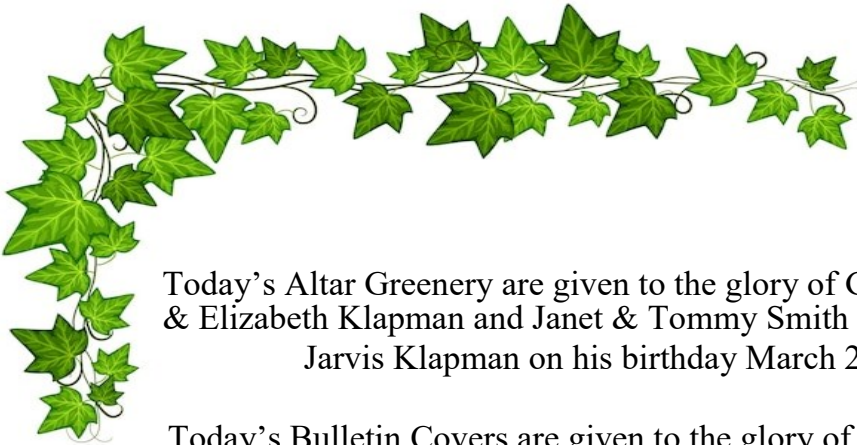 Today’s Altar Greenery are given to the glory of
& Elizabeth Klapman and Janet & Tommy Smith
Jarvis Klapman on his birthday March 2
Today’s Bulletin Covers are given to the glory of